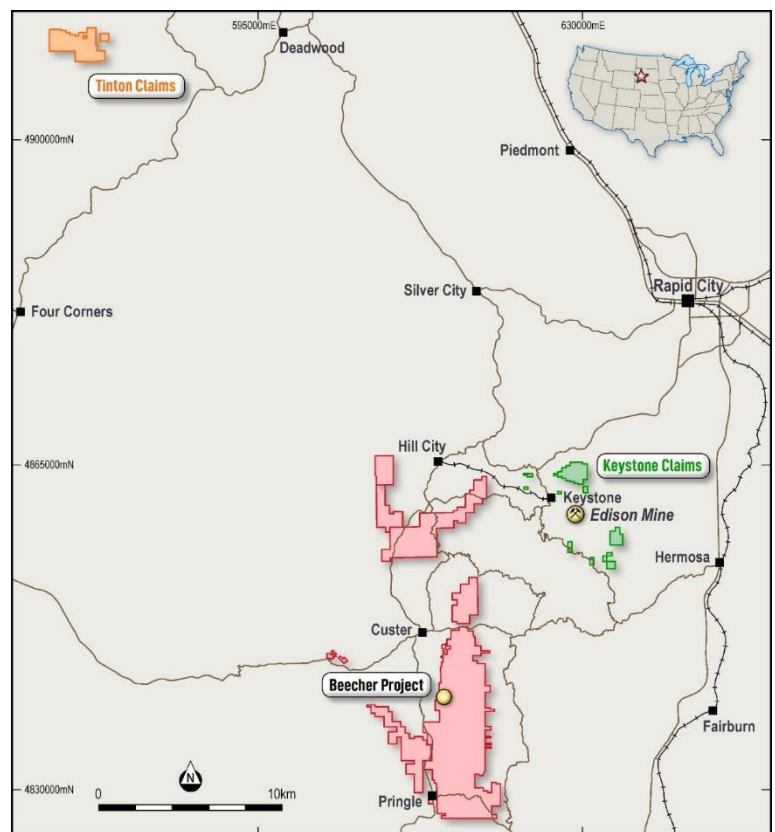 595000mE
630000mE
Deadwood
Tinton Claims
4900000mN
Piedmont
Silver City
Rapid City
Four Corners
Hill City
4865000mN
Keystone Claims
Keystone
Edison Mine
Hermosa
Custer
Beecher Project
Fairburn
N
4830000mN
0
10km
Pringle